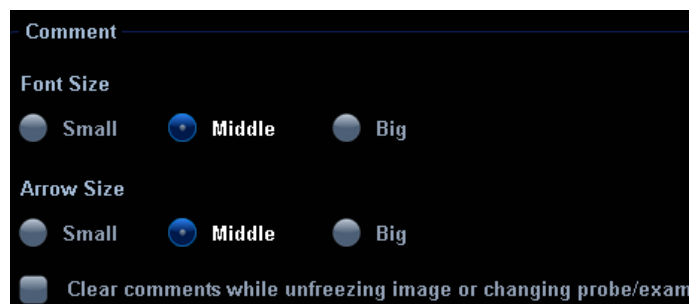 Comment
Font Size
Small Middle Big
Arrow Size
Small Middle Big
Clear comments while unfreezing image or changing probe/exam